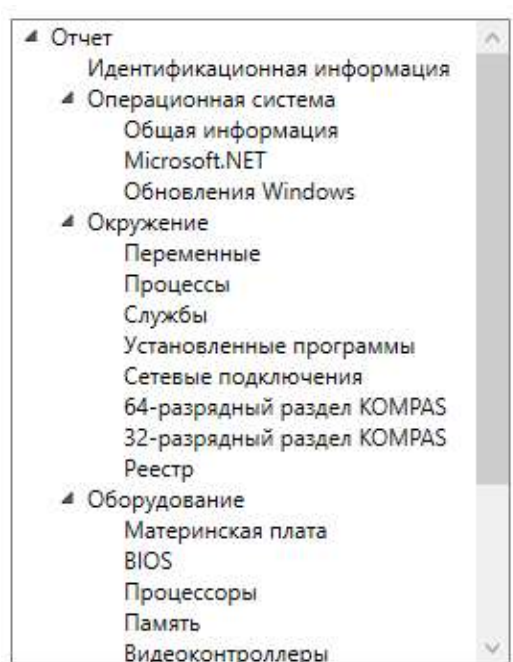 Отчет
Идентификационная информация
Операционная система
Общая информация
Microsoft.NET
Обновления Windows
Окружение
Переменные
Процессы
Службы
Установленные программы
Сетевые подключения
64-разрядный раздел KOMPAS
32-разрядный раздел KOMPAS
Реестр
Оборудование
Материнская плата
BIOS
Процессоры
Память
Видеоконтроллеры